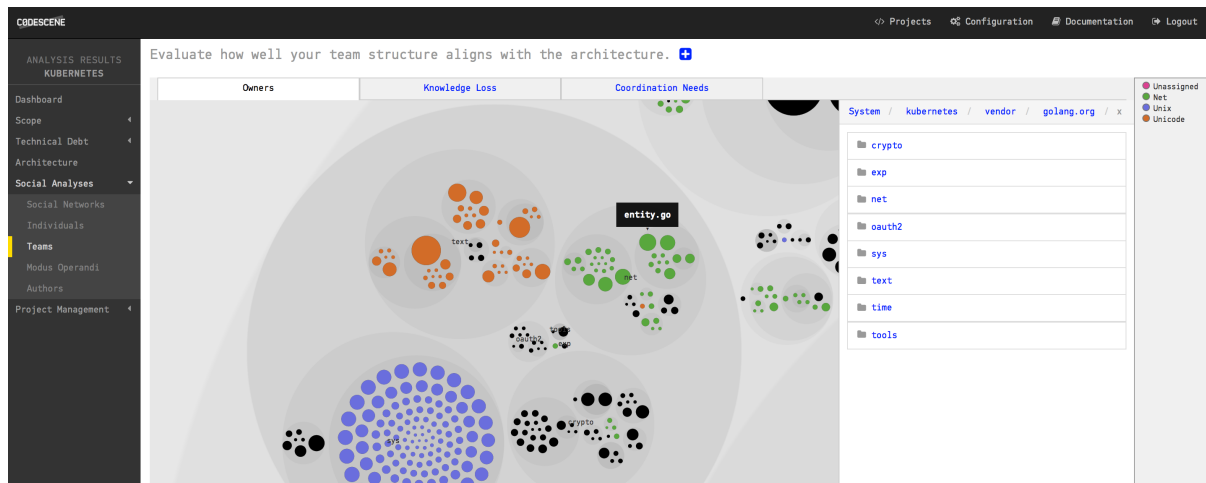 CØDESCENE
</> Projects
Configuration
Documentation
Logout
ANALYSIS RESULTS
KUBERNETES
Dashboard
Scope
Technical Debt
Architecture
Social Analyses
Social Networks
Individuals
Teams
Modus Operandi
Authors
Project Management
Evaluate how well your team structure aligns with the architecture.
Owners
Knowledge Loss
Coordination Needs
text
entity.go
net
tools
oauth2
exp
crypto
sys
System / kubernetes / vendor / golang.org / x
crypto
exp
net
oauth2
sys
text
time
tools
Unassigned
Net
Unix
Unicode